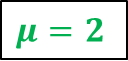 μ = 2